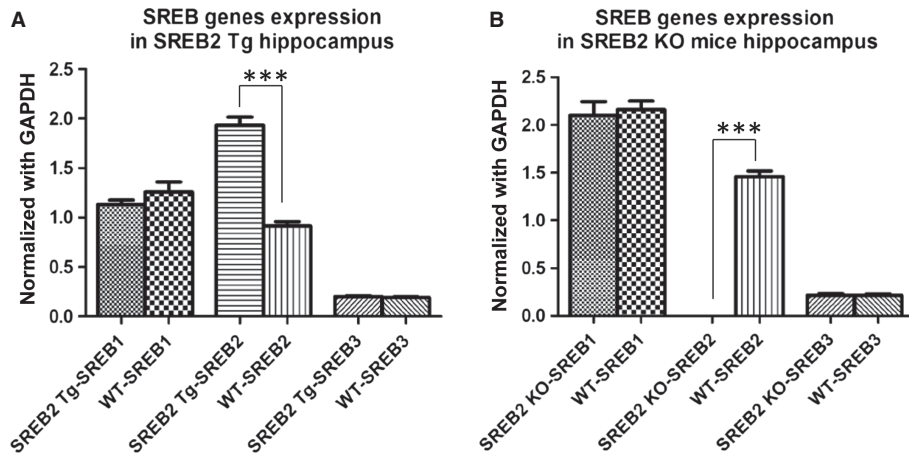 A
SREB genes expression
in SREB2 Tg hippocampus
Normalized with GAPDH
2.5
2.0
1.5
1.0
0.5
0.0
***
SREB2 Tg-SREB1
WT-SREB1
SREB2 Tg-SREB2
WT-SREB2
SREB2 Tg-SREB3
WT-SREB3
B
SREB genes expression
in SREB2 KO mice hippocampus
Normalized with GAPDH
2.5
2.0
1.5
1.0
0.5
0.0
***
SREB2 KO-SREB1
WT-SREB1
SREB2 KO-SREB2
WT-SREB2
SREB2 KO-SREB3
WT-SREB3